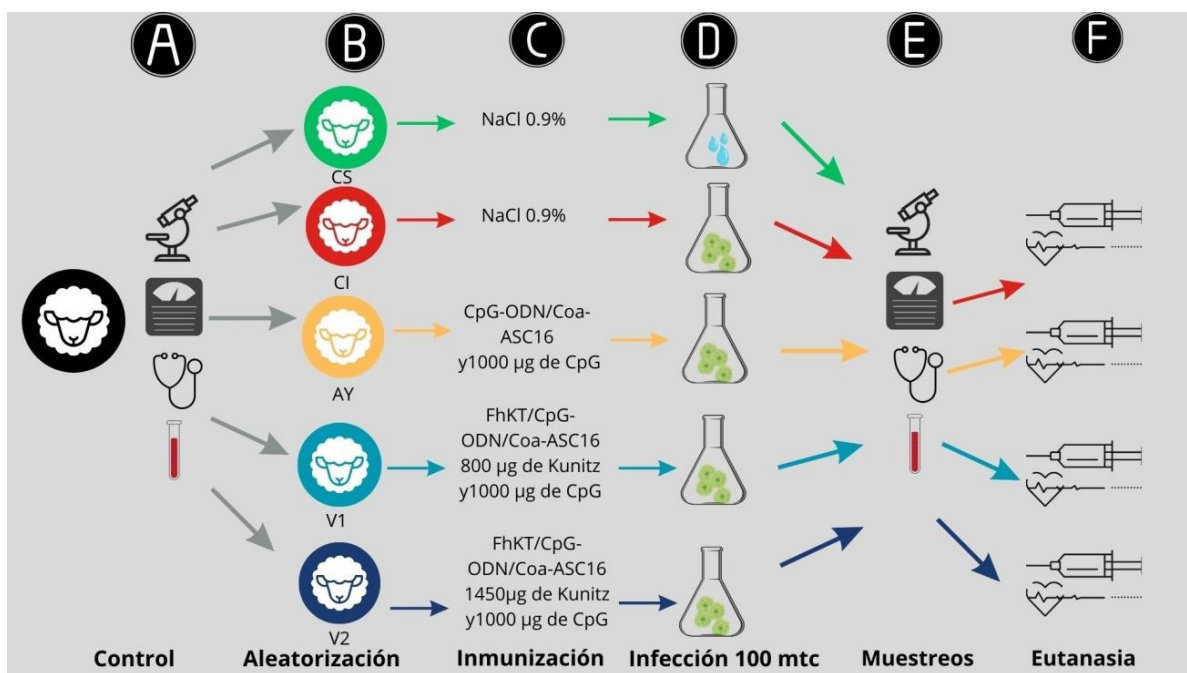 A B C D E F
CS
NaCl 0.9%
CI
NaCl 0.9%
AY
CpG-ODN/Coa-
ASC16
y1000 µg de CpG
V1
FhKT/CpG-
ODN/Coa-ASC16
800 µg de Kunitz
y1000 µg de CpG
V2
FhKT/CpG-
ODN/Coa-ASC16
1450µg de Kunitz
y1000 µg de CpG
Control Aleatorización Inmunización Infección 100 mtc Muestreos Eutanasia